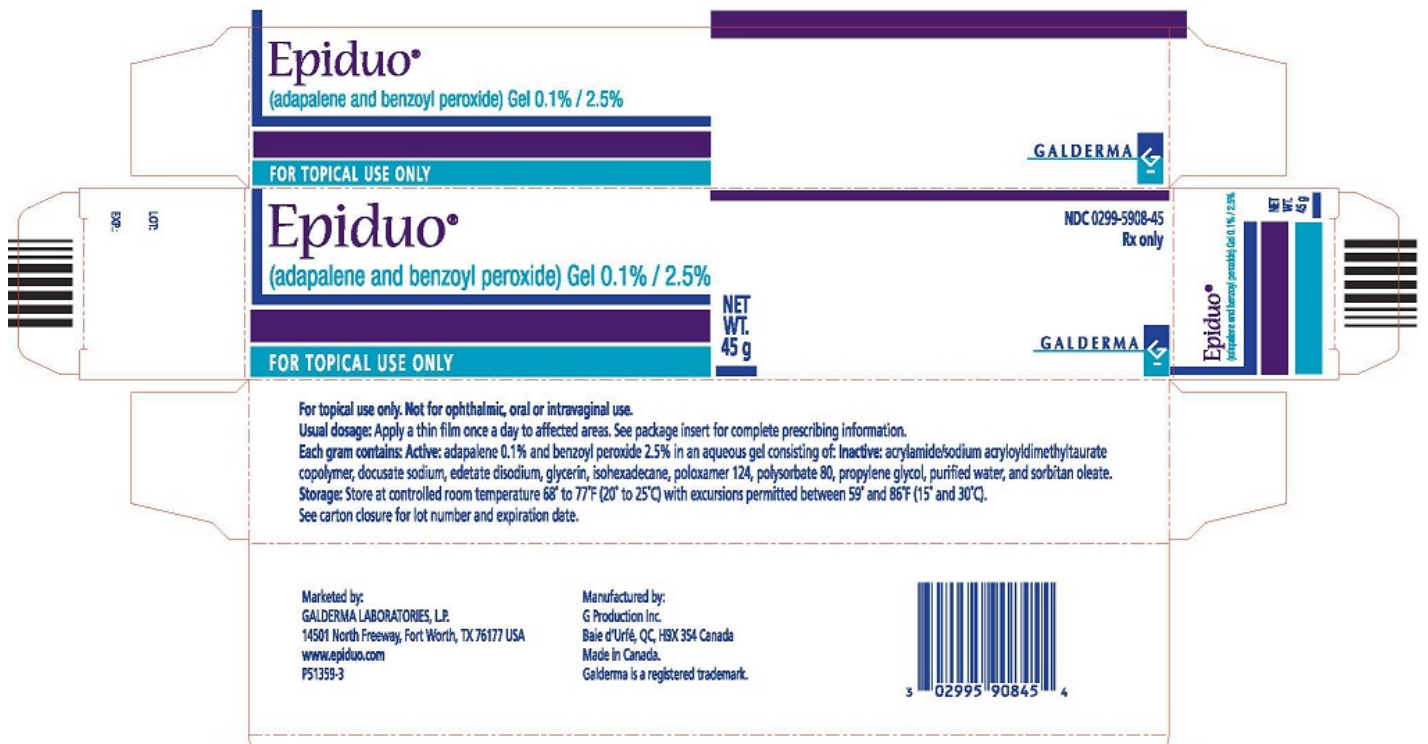 Epiduo®
(adapalene and benzoyl peroxide) Gel 0.1% / 2.5%
FOR TOPICAL USE ONLY
GALDERMA
LOT:
EXP.:
Epiduo®
(adapalene and benzoyl peroxide) Gel 0.1% / 2.5%
FOR TOPICAL USE ONLY
NET
WT.
45 g
NDC 0299-5908-45
Rx only
GALDERMA
Epiduo®
(adapalene and benzoyl peroxide) Gel 0.1% / 2.5%
NET
WT.
45 g
For topical use only. Not for ophthalmic, oral or intravaginal use.
Usual dosage: Apply a thin film once a day to affected areas. See package insert for complete prescribing information.
Each gram contains: Active: adapalene 0.1% and benzoyl peroxide 2.5% in an aqueous gel consisting of: Inactive: acrylamide/sodium acryloyldimethyltaurate
copolymer, docusate sodium, edetate disodium, glycerin, isohexadecane, poloxamer 124, polysorbate 80, propylene glycol, purified water, and sorbitan oleate.
Storage: Store at controlled room temperature 68° to 77°F (20° to 25°C) with excursions permitted between 59° and 86°F (15° and 30°C).
See carton closure for lot number and expiration date.
Marketed by:
GALDERMA LABORATORIES, L.P.
14501 North Freeway, Fort Worth, TX 76177 USA
www.epiduo.com
P51359-3
Manufactured by:
G Production Inc.
Baie d'Urfé, QC, H9X 3S4 Canada
Made in Canada.
Galderma is a registered trademark.
3 02995 90845 4